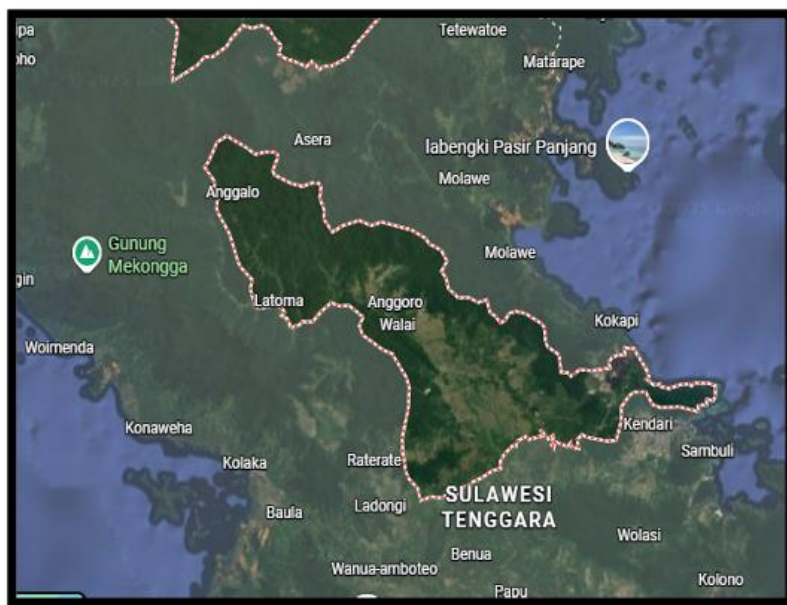 Tetewatoe
Matarape
Asera
labengki Pasir Panjang
Molawe
Anggalo
Gunung
Mekongga
Molawe
Latoma
Anggoro
Walai
Kokapi
Woimenda
Konaweha
Kendari
Sambuli
Kolaka
Raterate
Baula
Ladongi
SULAWESI
TENGGARA
Wolasi
Benua
Wanua-amboteo
Kolono
Papu